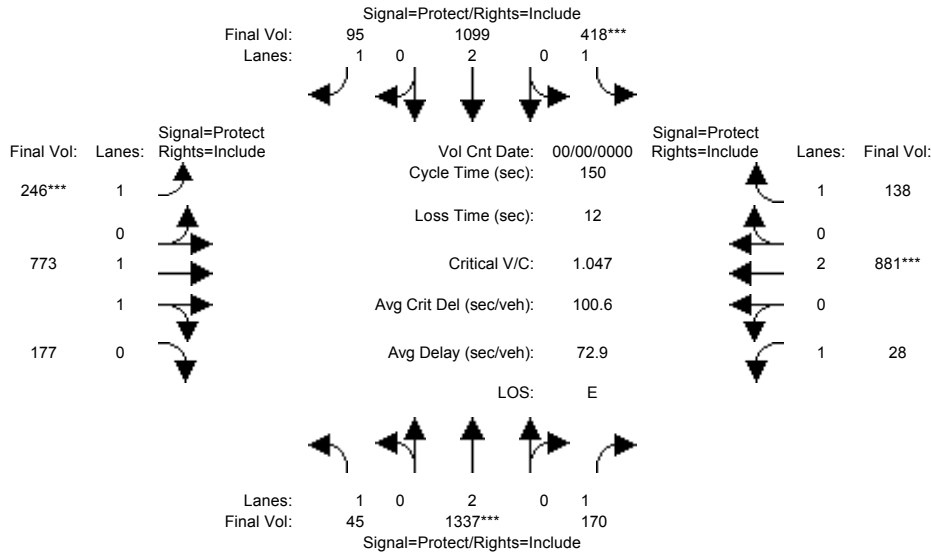 Signal=Protect/Rights=Include
Final Vol: 95 1099 418***
Lanes: 1 0 2 0 1
Signal=Protect Signal=Protect
Final Vol: Lanes: Rights=Include Vol Cnt Date: 00/00/0000 Rights=Include Lanes: Final Vol:
Cycle Time (sec): 150
246*** 1 1 138
Loss Time (sec): 12
0 0
773 1 Critical V/C: 1.047 2 881***
1 Avg Crit Del (sec/veh): 100.6 0
177 0 Avg Delay (sec/veh): 72.9 1 28
LOS: E
Lanes: 1 0 2 0 1
Final Vol: 45 1337*** 170
Signal=Protect/Rights=Include